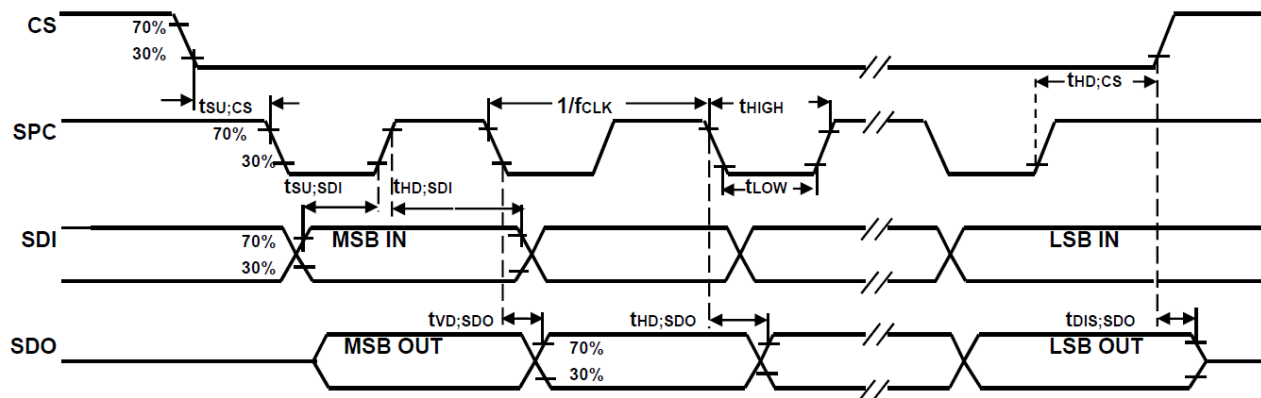 CS
70%
30%
tSU;CS
1/fCLK
tHIGH
tHD;CS
SPC
70%
30%
tSU;SDI
tHD;SDI
tLOW
SDI
70%
30%
MSB IN
LSB IN
tVD;SDO
tHD;SDO
tDIS;SDO
SDO
MSB OUT
70%
30%
LSB OUT